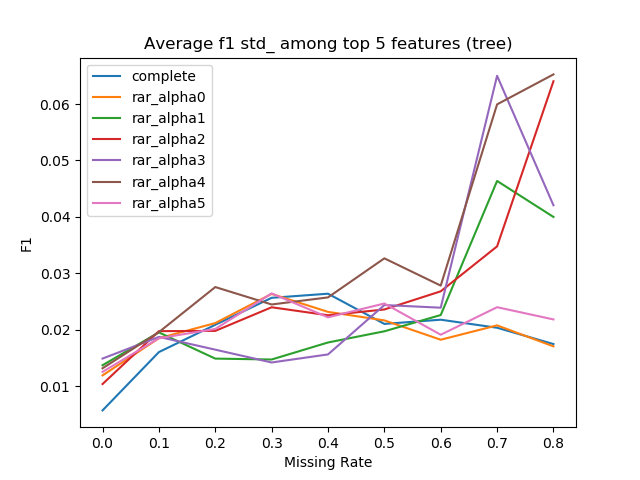 Average f1 std_ among top 5 features (tree)
complete
rar_alpha0
rar_alpha1
rar_alpha2
rar_alpha3
rar_alpha4
rar_alpha5
0.06
0.05
0.04
0.03
0.02
0.01
F1
0.0 0.1 0.2 0.3 0.4 0.5 0.6 0.7 0.8
Missing Rate